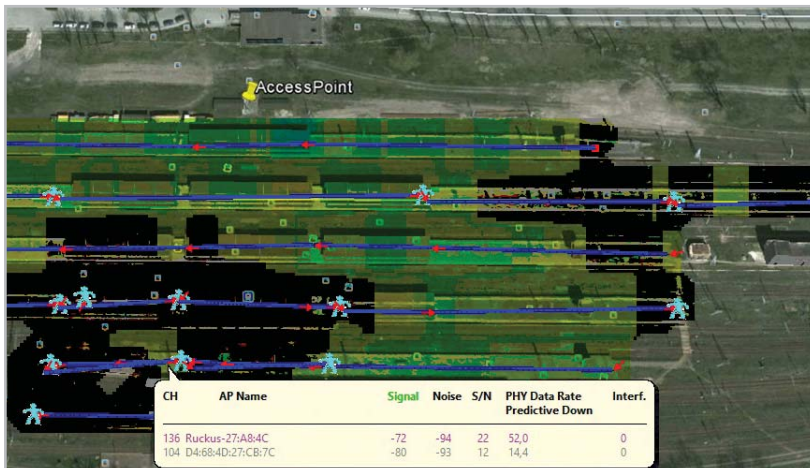 AccessPoint
CH AP Name Signal Noise S/N PHY Data Rate Interf.
Predictive Down
136 Ruckus-27:A8:4C -72 -94 22 52,0 0
104 D4:68:4D:27:CB:7C -80 -93 12 14,4 0